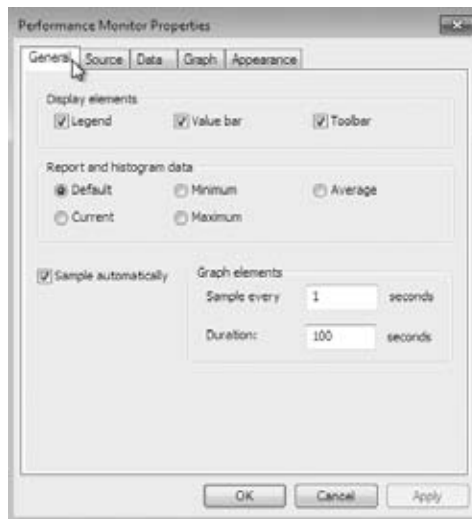 Performance Monitor Properties
General Source Data Graph Appearance
Display elements
Legend Value bar Toolbar
Report and histogram data
Default Minimum Average
Current Maximum
Sample automatically
Graph elements
Sample every 1 seconds
Duration: 100 seconds
OK Cancel Apply